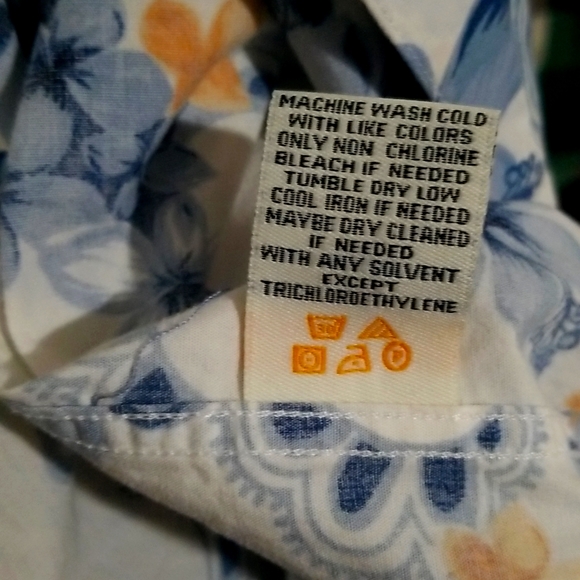 MACHINE WASH COLD
WITH LIKE COLORS
ONLY NON CHLORINE
BLEACH IF NEEDED
TUMBLE DRY LOW
COOL IRON IF NEEDED
MAYBE DRY CLEANED
IF NEEDED
WITH ANY SOLVENT
EXCEPT
TRICHLOROETHYLENE
P